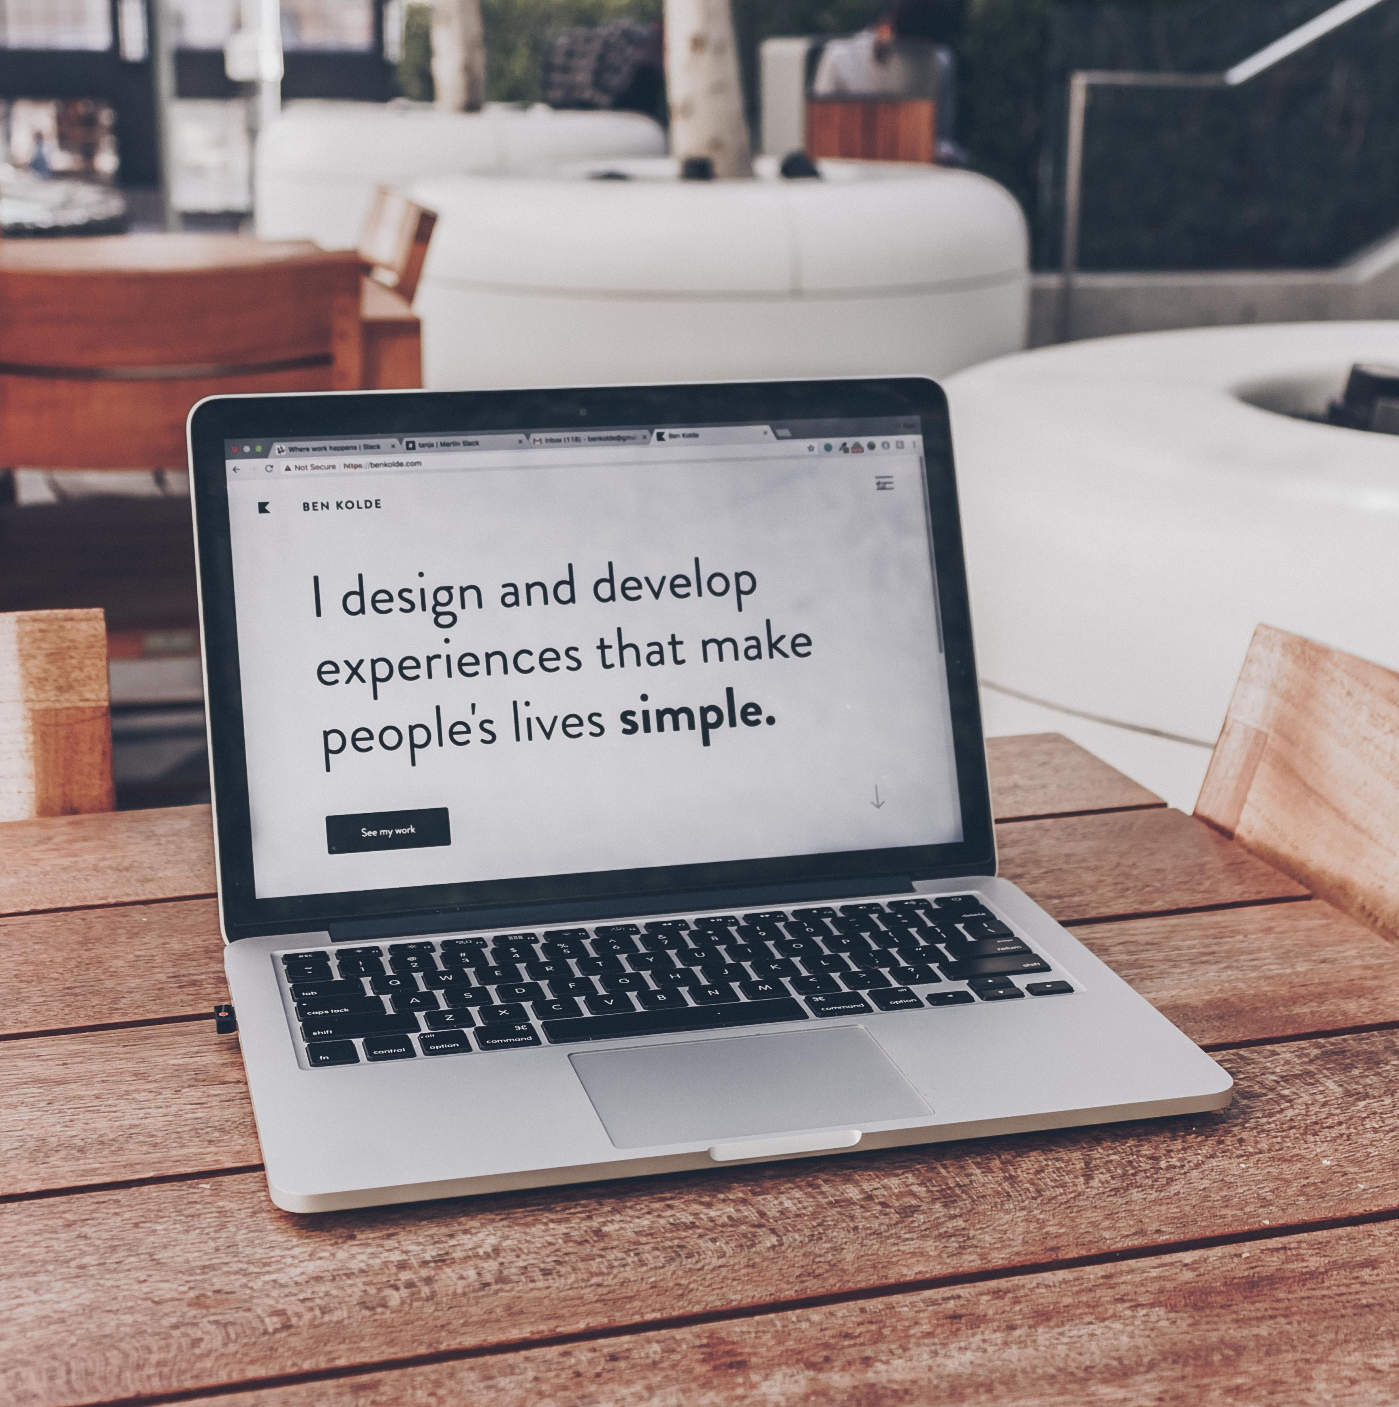 Where work happens | Slack
tanja | Martin Slack
Inbox (118) - benkolde@gmai
Ben Kolde
Not Secure
https://benkolde.com
BEN KOLDE
I design and develop
experiences that make
people's lives simple.
See my work
esc
Q W E R T Y U I O P
tab
A S D F G H J K L
caps lock
return
Z X C V B N M
shift
shift
fn control option command
command option